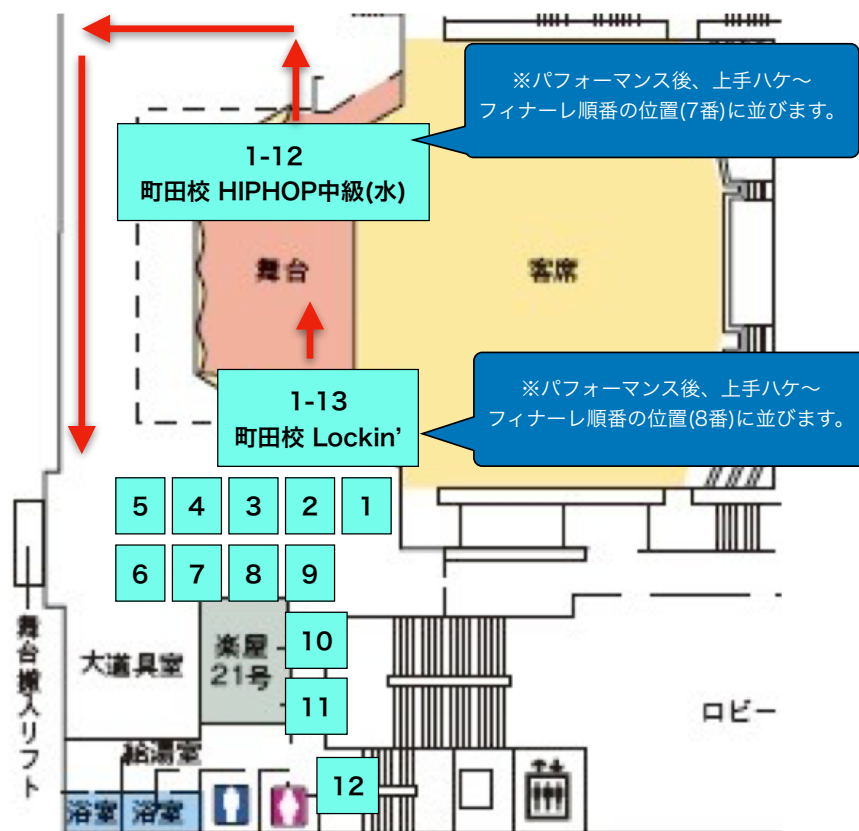 ※パフォーマンス後、上手ハケ〜
フィナーレ順番の位置(7番)に並びます。
1-12
町田校 HIPHOP中級(水)
舞台
客席
1-13
町田校 Lockin’
※パフォーマンス後、上手ハケ〜
フィナーレ順番の位置(8番)に並びます。
5 4 3 2 1
6 7 8 9
舞台搬入リフト
大道具室
楽屋
21号
10
11
ロビー
給湯室
12
浴室 浴室